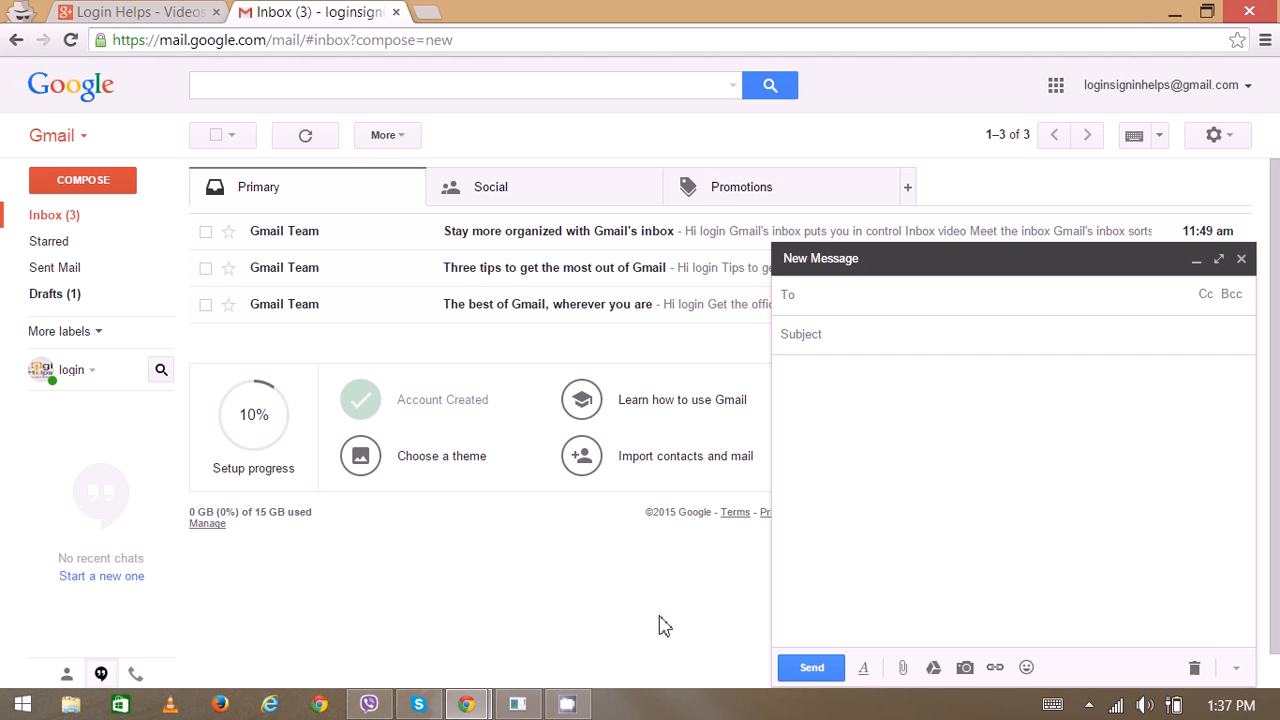 Login Helps - Videos
Inbox (3) - loginsigni
https://mail.google.com/mail/#inbox?compose=new
Google
loginsigninhelps@gmail.com
Gmail
More
1–3 of 3
COMPOSE
Primary
Social
Promotions
Inbox (3)
Starred
Sent Mail
Drafts (1)
More labels
login
Gmail Team Stay more organized with Gmail's inbox - Hi login Gmail's inbox puts you in control Inbox video Meet the inbox Gmail's inbox sorts 11:49 am
Gmail Team Three tips to get the most out of Gmail - Hi login Tips to ge
Gmail Team The best of Gmail, wherever you are - Hi login Get the offic
New Message
To
Cc Bcc
Subject
10%
Setup progress
Account Created
Learn how to use Gmail
Choose a theme
Import contacts and mail
0 GB (0%) of 15 GB used
Manage
©2015 Google - Terms - Pri
No recent chats
Start a new one
Send
1:37 PM